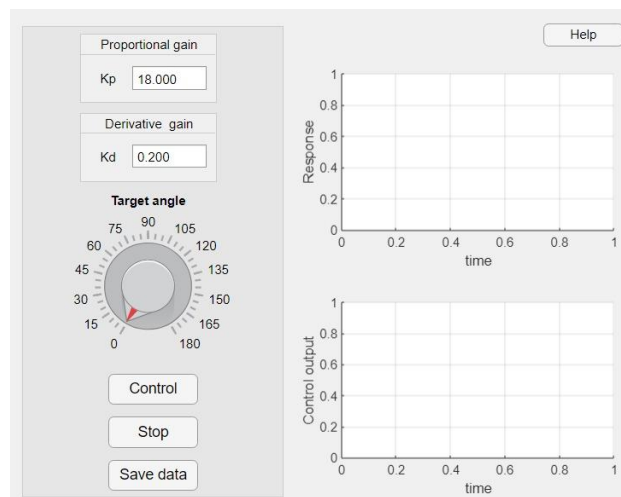 Help
Proportional gain
Kp 18.000
Derivative gain
Kd 0.200
Target angle
0 15 30 45 60 75 90 105 120 135 150 165 180
Control
Stop
Save data
Response
1
0.8
0.6
0.4
0.2
0
0 0.2 0.4 0.6 0.8 1
time
Control output
1
0.8
0.6
0.4
0.2
0
0 0.2 0.4 0.6 0.8 1
time